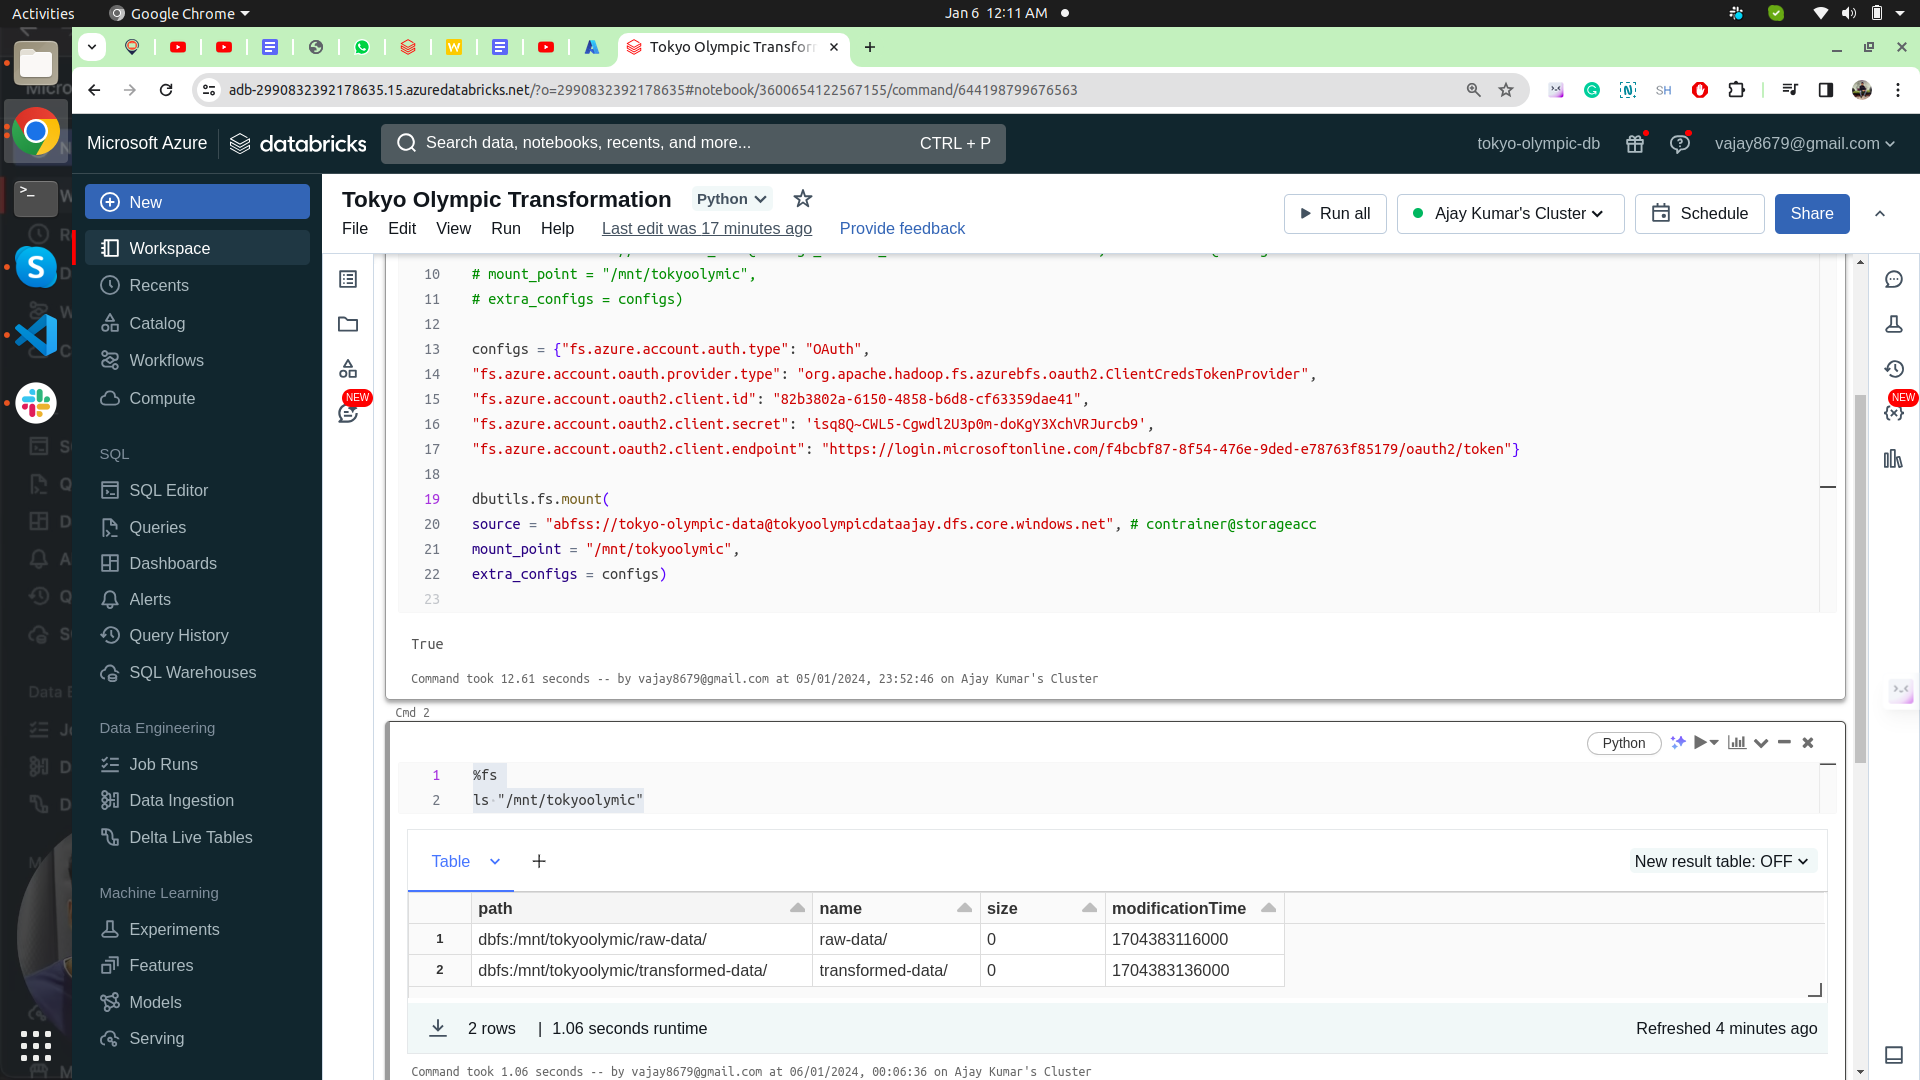 Activities
Google Chrome
Jan 6 12:11 AM
Tokyo Olympic Transfor
adb-2990832392178635.15.azuredatabricks.net/?o=2990832392178635#notebook/3600654122567155/command/644198799676563
SH
Microsoft Azure
databricks
Search data, notebooks, recents, and more...
CTRL + P
tokyo-olympic-db
vajay8679@gmail.com
New
Workspace
Recents
Catalog
Workflows
Compute
SQL
SQL Editor
Queries
Dashboards
Alerts
Query History
SQL Warehouses
Data Engineering
Job Runs
Data Ingestion
Delta Live Tables
Machine Learning
Experiments
Features
Models
Serving
Tokyo Olympic Transformation
Python
File Edit View Run Help Last edit was 17 minutes ago Provide feedback
Run all
Ajay Kumar's Cluster
Schedule
Share
NEW
NEW
10 # mount_point = "/mnt/tokyoolymic",
11 # extra_configs = configs)
12
13 configs = {"fs.azure.account.auth.type": "OAuth",
14 "fs.azure.account.oauth.provider.type": "org.apache.hadoop.fs.azurebfs.oauth2.ClientCredsTokenProvider",
15 "fs.azure.account.oauth2.client.id": "82b3802a-6150-4858-b6d8-cf63359dae41",
16 "fs.azure.account.oauth2.client.secret": 'isq8Q~CWL5-Cgwdl2U3p0m-doKgY3XchVRJurcb9',
17 "fs.azure.account.oauth2.client.endpoint": "https://login.microsoftonline.com/f4bcbf87-8f54-476e-9ded-e78763f85179/oauth2/token"}
18
19 dbutils.fs.mount(
20 source = "abfss://tokyo-olympic-data@tokyoolympicdataajay.dfs.core.windows.net", # contrainer@storageacc
21 mount_point = "/mnt/tokyoolymic",
22 extra_configs = configs)
23
True
Command took 12.61 seconds -- by vajay8679@gmail.com at 05/01/2024, 23:52:46 on Ajay Kumar's Cluster
Cmd 2
Python
1 %fs
2 ls "/mnt/tokyoolymic"
Table
New result table: OFF
path name size modificationTime
1 dbfs:/mnt/tokyoolymic/raw-data/ raw-data/ 0 1704383116000
2 dbfs:/mnt/tokyoolymic/transformed-data/ transformed-data/ 0 1704383136000
2 rows | 1.06 seconds runtime
Refreshed 4 minutes ago
Command took 1.06 seconds -- by vajay8679@gmail.com at 06/01/2024, 00:06:36 on Ajay Kumar's Cluster